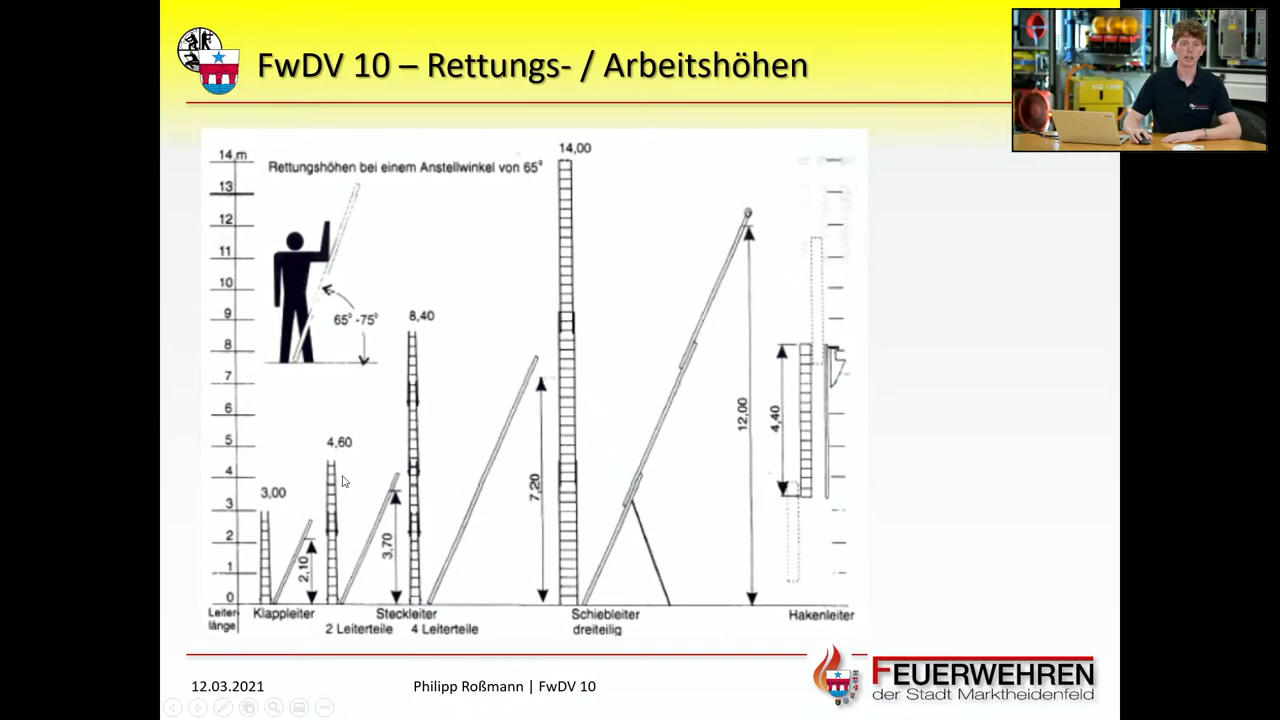 FwDV 10 – Rettungs- / Arbeitshöhen
14 m
Rettungshöhen bei einem Anstellwinkel von 65°
14,00
13
12
11
10
65° -75°
9
8,40
8
7
6
5
4,60
4
3,00
3
2
1
0
2,10
3,70
7,20
12,00
4,40
Leiter-
länge
Klappleiter
Steckleiter
2 Leiterteile
4 Leiterteile
Schiebleiter
dreiteilig
Hakenleiter
12.03.2021
Philipp Roßmann | FwDV 10
FEUERWEHREN
der Stadt Marktheidenfeld